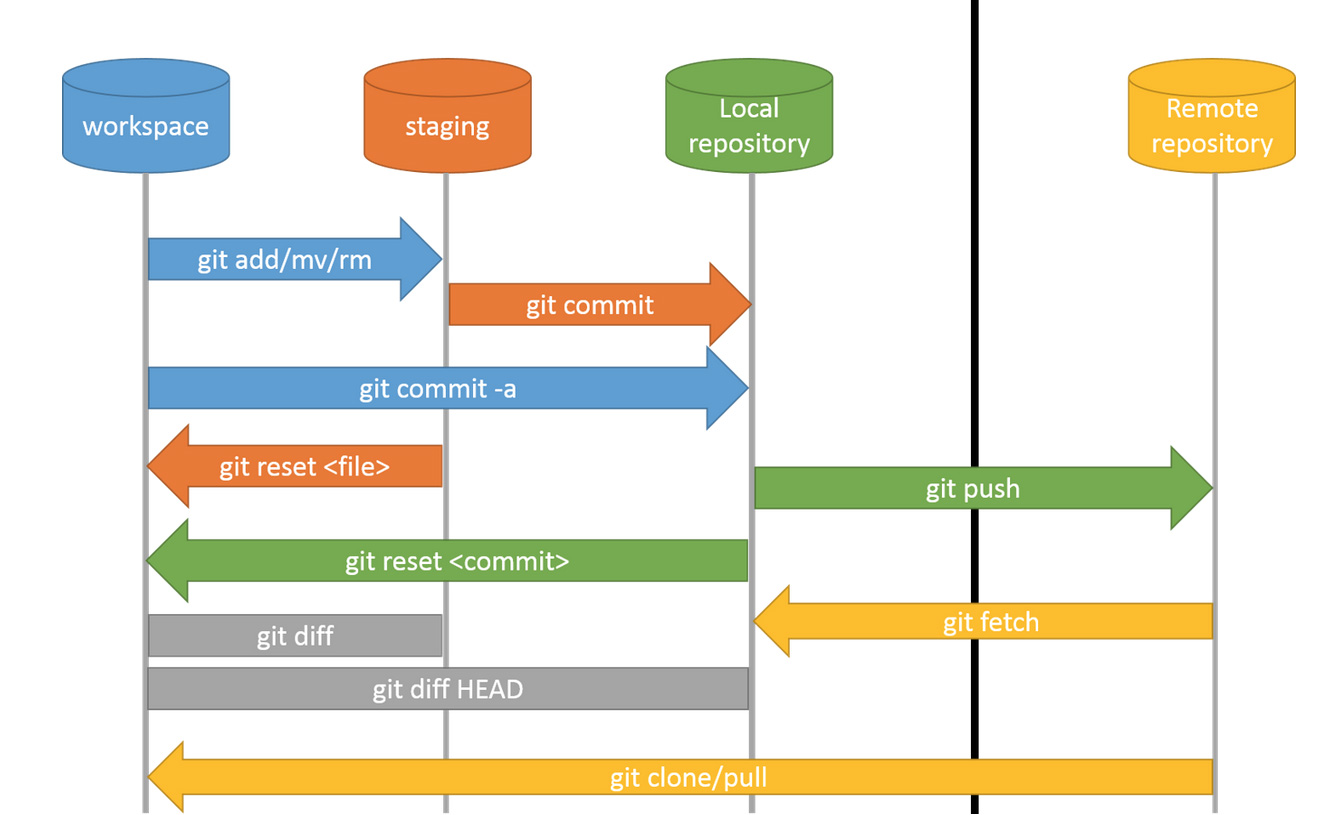 workspace
staging
Local
repository
Remote
repository
git add/mv/rm
git commit
git commit -a
git reset <file>
git push
git reset <commit>
git fetch
git diff
git diff HEAD
git clone/pull